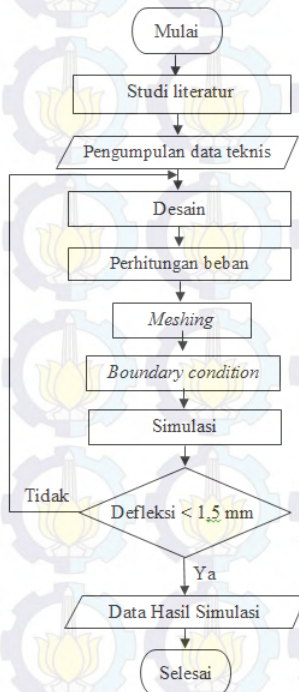 Mulai
Studi literatur
Pengumpulan data teknis
Desain
Perhitungan beban
Meshing
Boundary condition
Simulasi
Tidak
Defleksi < 1,5 mm
Ya
Data Hasil Simulasi
Selesai